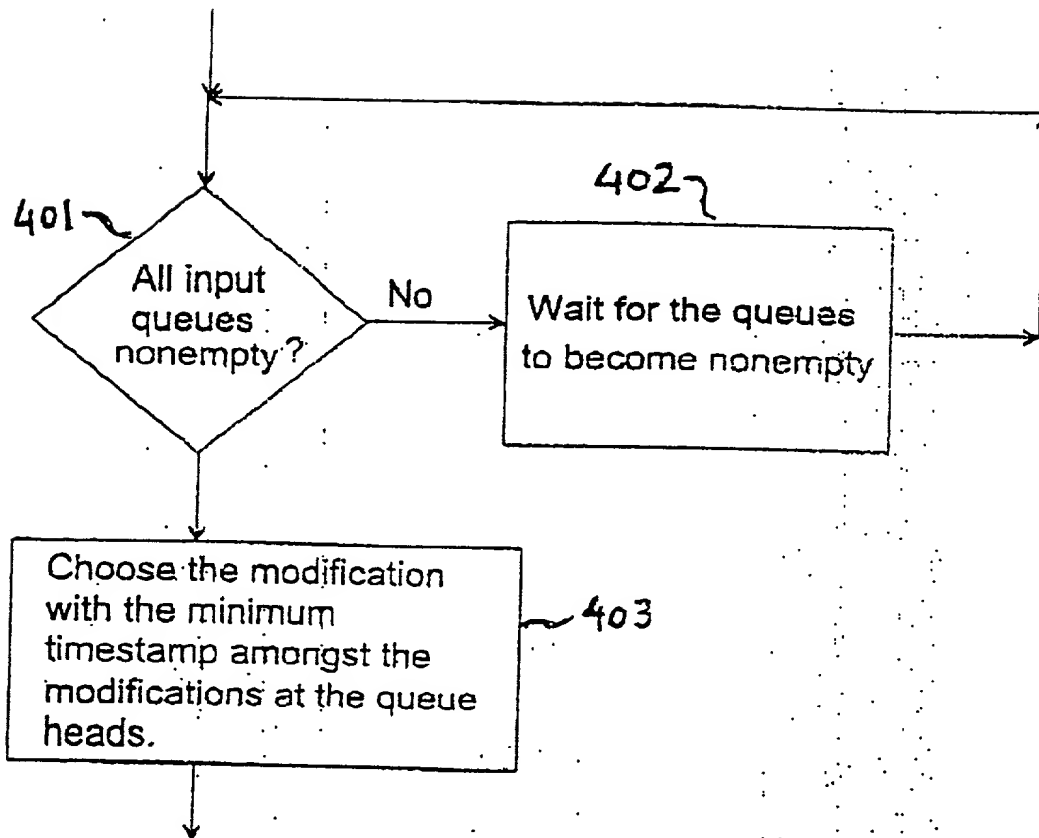 402
401
All input
queues
nonempty?
No
Wait for the queues
to become nonempty
Choose the modification
with the minimum
timestamp amongst the
modifications at the queue
heads.
403